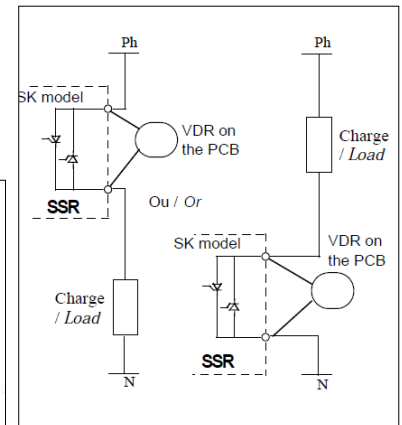 Ph
SK model
VDR on
the PCB
SSR
Charge
/ Load
N
Ou / Or
Ph
Charge
/ Load
SK model
VDR on
the PCB
SSR
N